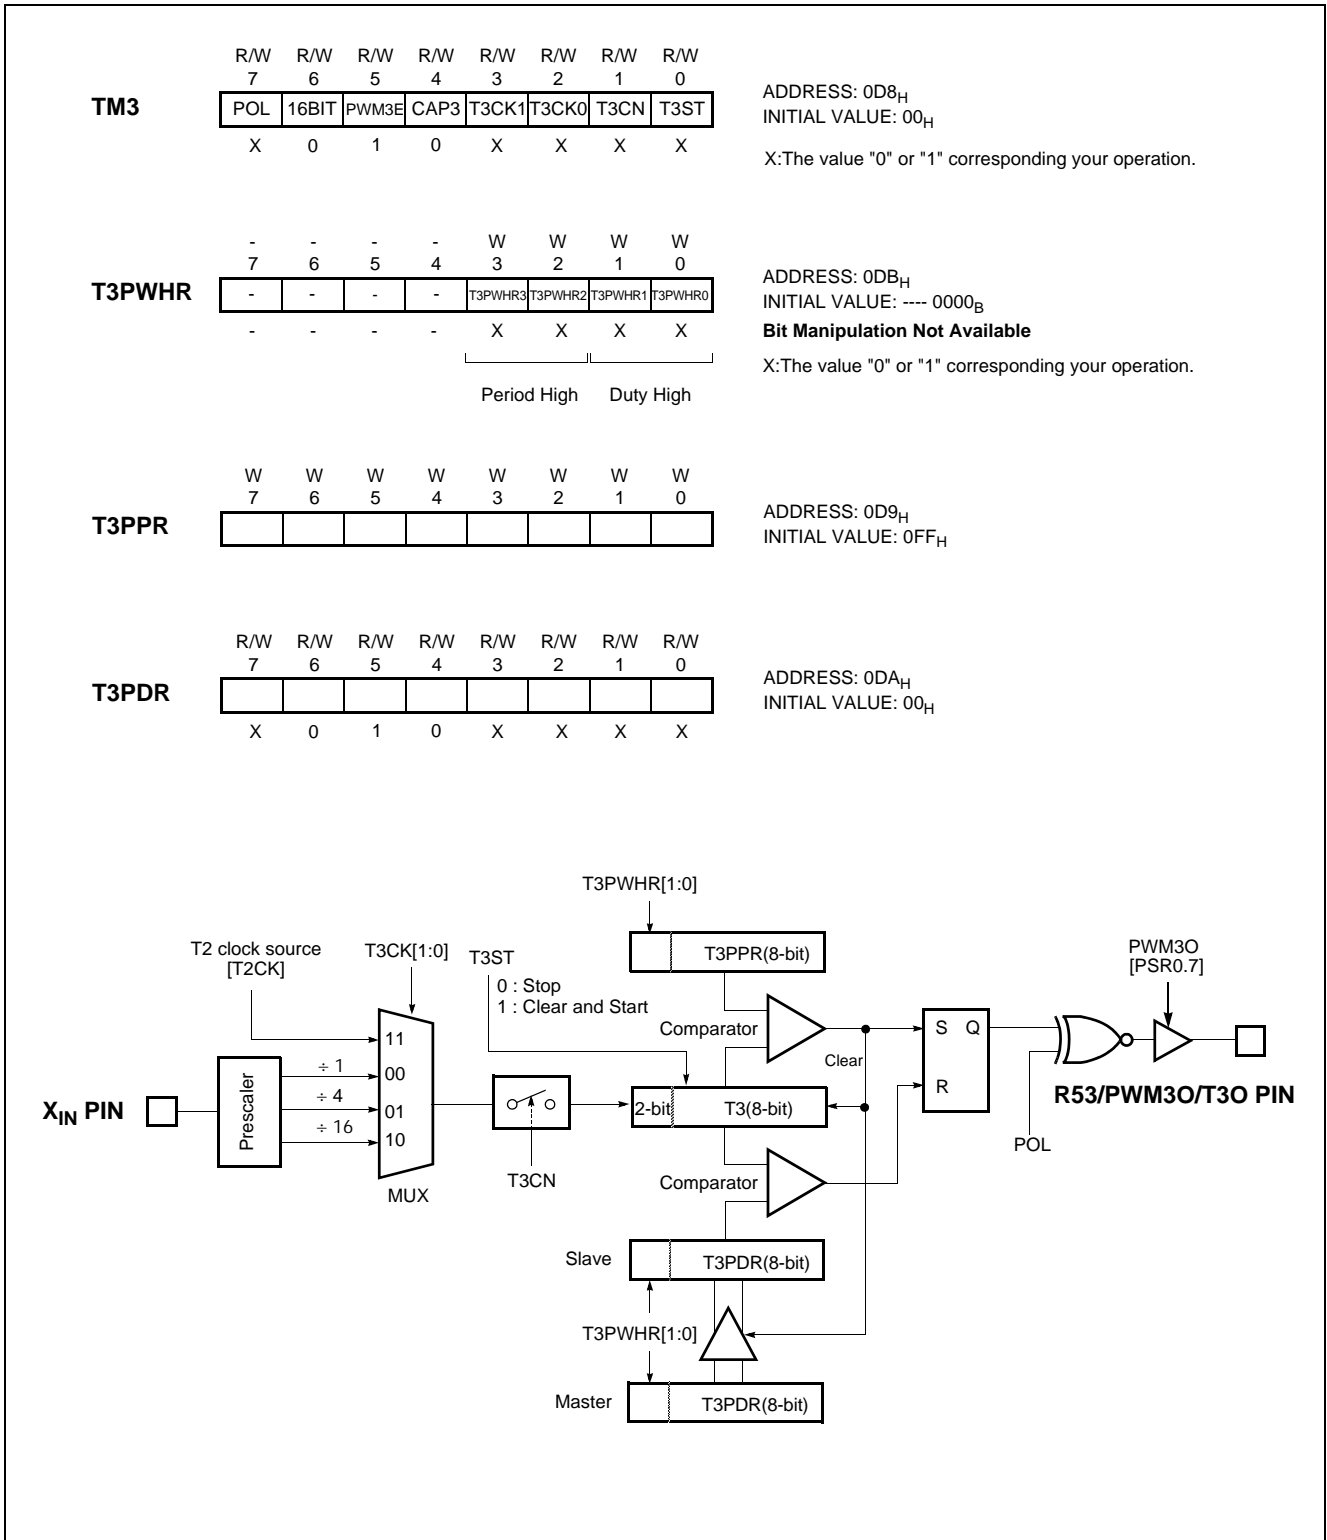 R/W R/W R/W R/W R/W R/W R/W R/W
7 6 5 4 3 2 1 0
TM3 POL 16BIT PWM3E CAP3 T3CK1 T3CK0 T3CN T3ST
X 0 1 0 X X X X
ADDRESS: 0D8H
INITIAL VALUE: 00H
X:The value "0" or "1" corresponding your operation.
- - - - W W W W
7 6 5 4 3 2 1 0
T3PWHR - - - - T3PWHR3 T3PWHR2 T3PWHR1 T3PWHR0
- - - - X X X X
Period High Duty High
ADDRESS: 0DBH
INITIAL VALUE: ---- 0000B
Bit Manipulation Not Available
X:The value "0" or "1" corresponding your operation.
W W W W W W W W
7 6 5 4 3 2 1 0
T3PPR
ADDRESS: 0D9H
INITIAL VALUE: 0FFH
R/W R/W R/W R/W R/W R/W R/W R/W
7 6 5 4 3 2 1 0
T3PDR
X 0 1 0 X X X X
ADDRESS: 0DAH
INITIAL VALUE: 00H
T3PWHR[1:0]
T2 clock source
[T2CK]
T3CK[1:0]
T3ST
0 : Stop
1 : Clear and Start
T3PPR(8-bit)
PWM3O
[PSR0.7]
Comparator
S Q
R
Clear
11
00
01
10
÷ 1
÷ 4
÷ 16
XIN PIN
Prescaler
MUX
T3CN
2-bit T3(8-bit)
R53/PWM3O/T3O PIN
POL
Comparator
Slave T3PDR(8-bit)
T3PWHR[1:0]
Master T3PDR(8-bit)